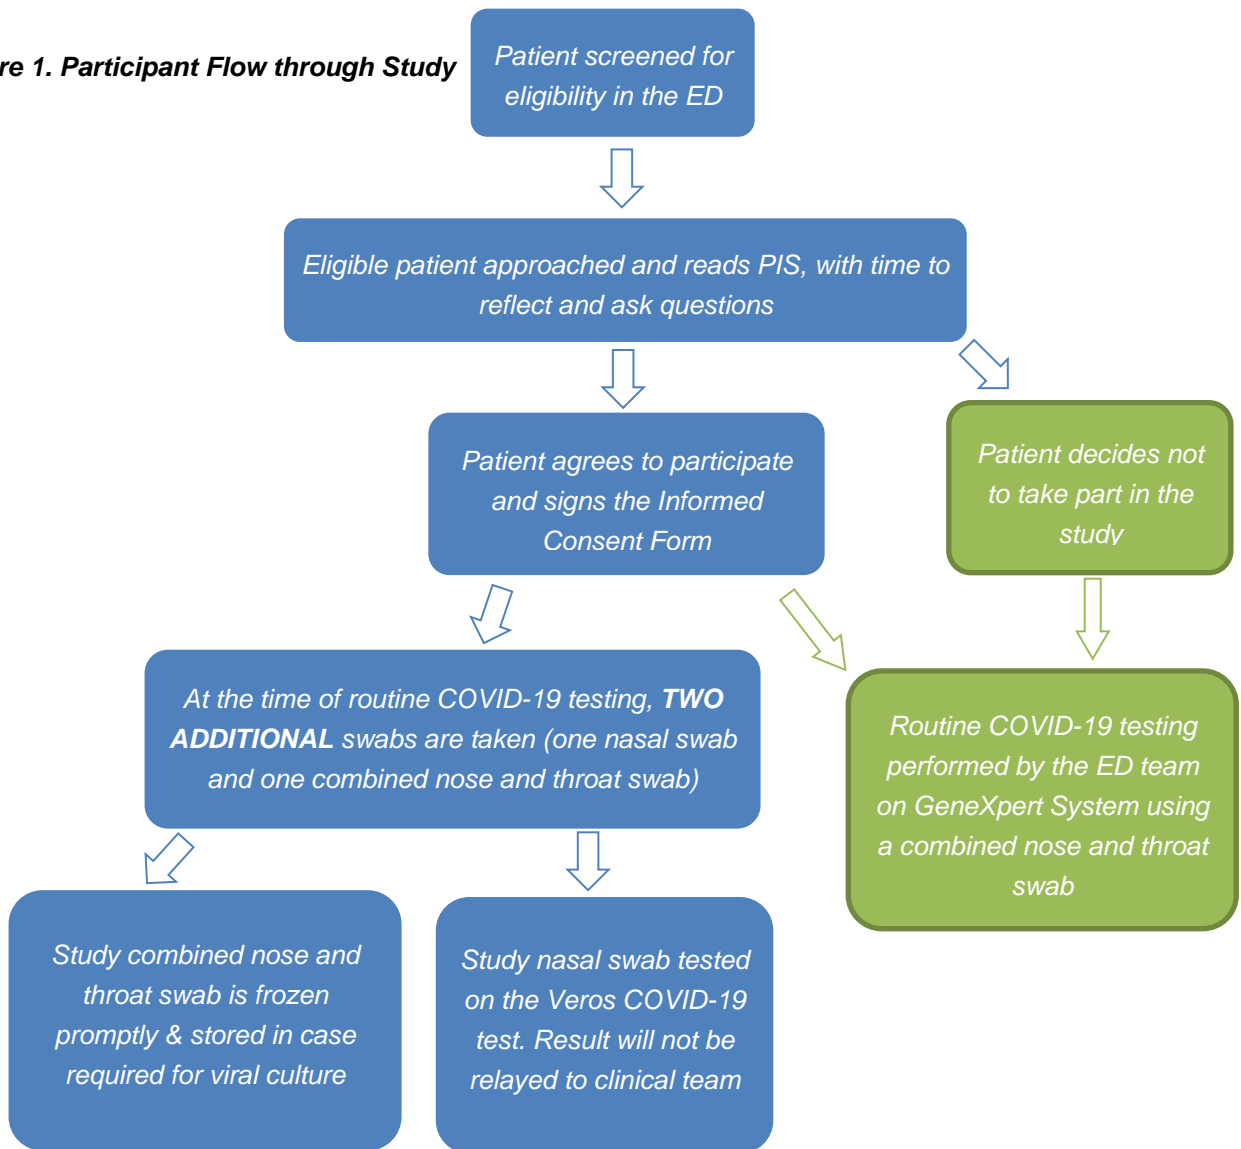 re 1. Participant Flow through Study
Patient screened for
eligibility in the ED
Eligible patient approached and reads PIS, with time to
reflect and ask questions
Patient agrees to participate
and signs the Informed
Consent Form
Patient decides not
to take part in the
study
At the time of routine COVID-19 testing, TWO
ADDITIONAL swabs are taken (one nasal swab
and one combined nose and throat swab)
Routine COVID-19 testing
performed by the ED team
on GeneXpert System using
a combined nose and throat
swab
Study combined nose and
throat swab is frozen
promptly & stored in case
required for viral culture
Study nasal swab tested
on the Veros COVID-19
test. Result will not be
relayed to clinical team